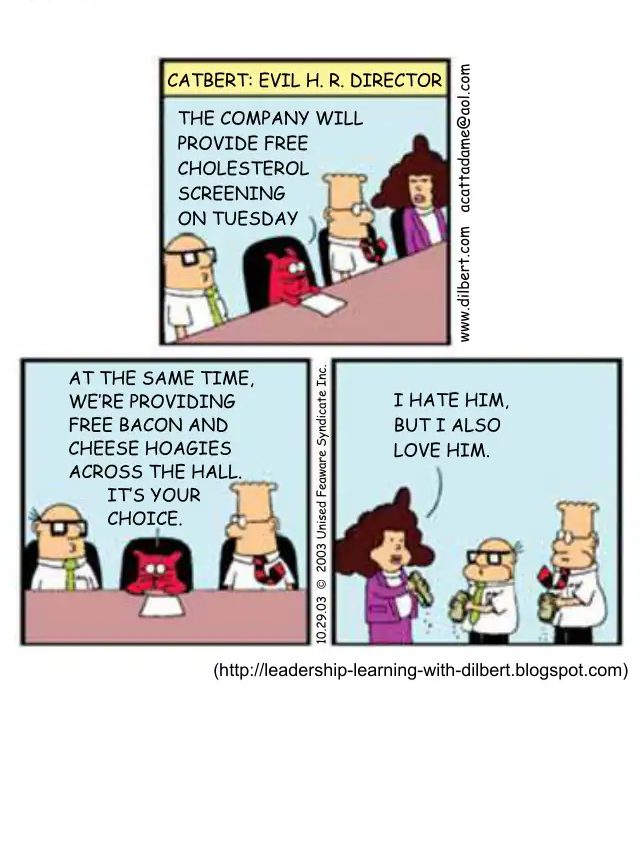 CATBERT: EVIL H. R. DIRECTOR
THE COMPANY WILL
PROVIDE FREE
CHOLESTEROL
SCREENING
ON TUESDAY
www.dilbert.com acattadame@aol.com
AT THE SAME TIME,
WE'RE PROVIDING
FREE BACON AND
CHEESE HOAGIES
ACROSS THE HALL.
IT'S YOUR
CHOICE.
10.29.03 © 2003 Unised Feaware Syndicate Inc.
I HATE HIM,
BUT I ALSO
LOVE HIM.
(http://leadership-learning-with-dilbert.blogspot.com)